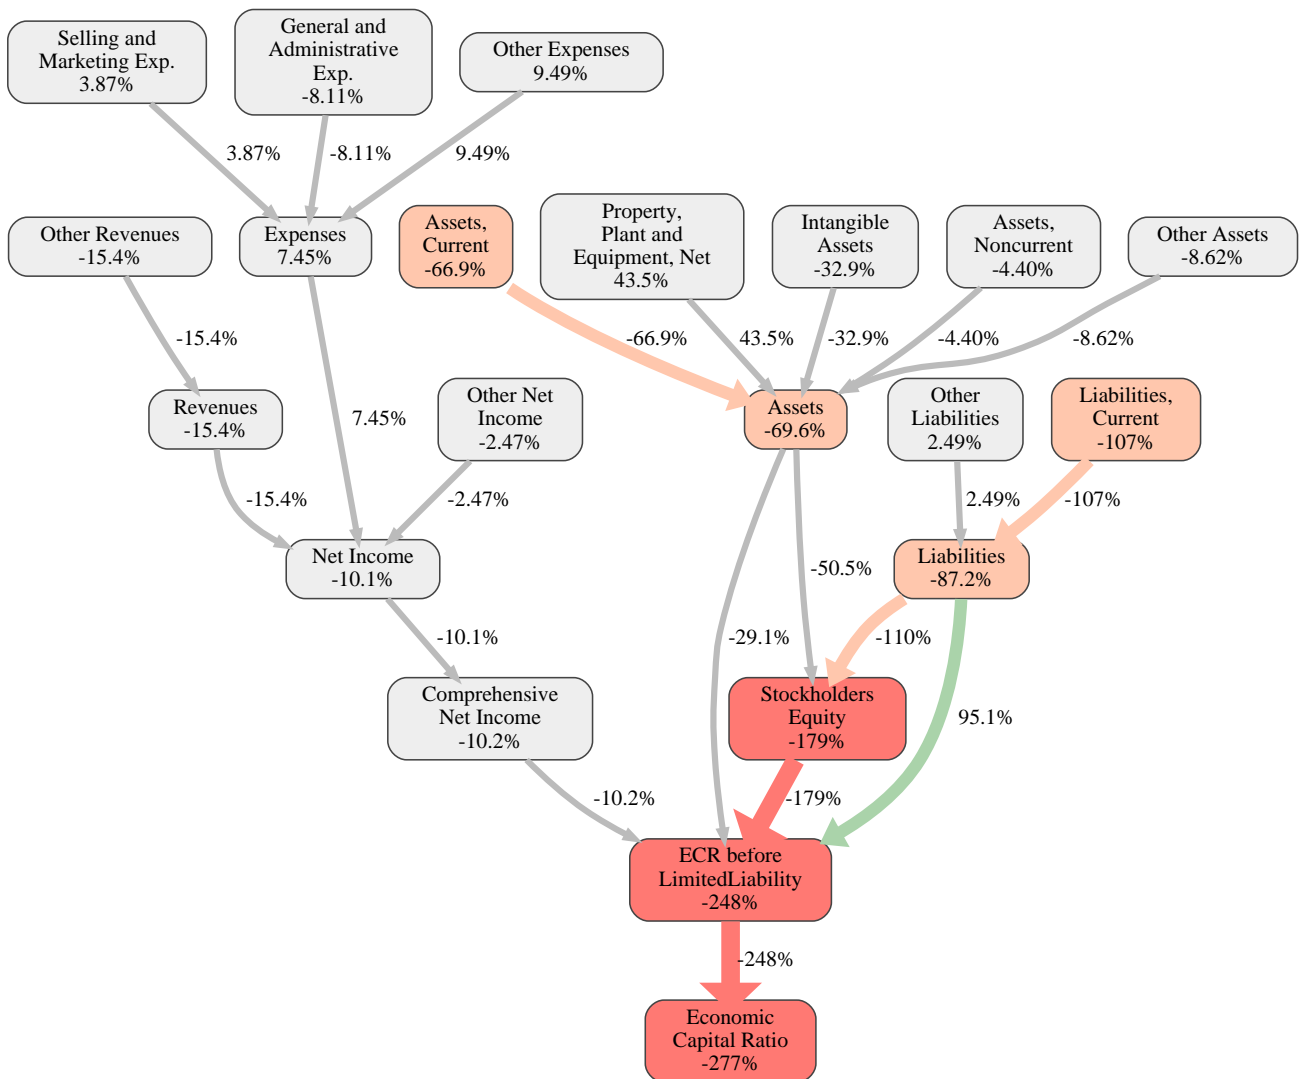 Selling and
Marketing Exp.
3.87%
General and
Administrative
Exp.
-8.11%
Other Expenses
9.49%
3.87%
-8.11%
9.49%
Other Revenues
-15.4%
Expenses
7.45%
Assets,
Current
-66.9%
Property,
Plant and
Equipment, Net
43.5%
Intangible
Assets
-32.9%
Assets,
Noncurrent
-4.40%
Other Assets
-8.62%
-15.4%
-66.9%
43.5%
-32.9%
-4.40%
-8.62%
Revenues
-15.4%
7.45%
Other Net
Income
-2.47%
Assets
-69.6%
Other
Liabilities
2.49%
Liabilities,
Current
-107%
-15.4%
-2.47%
2.49%
-107%
Net Income
-10.1%
-50.5%
Liabilities
-87.2%
-10.1%
-29.1%
-110%
Comprehensive
Net Income
-10.2%
Stockholders
Equity
-179%
95.1%
-10.2%
-179%
ECR before
LimitedLiability
-248%
-248%
Economic
Capital Ratio
-277%